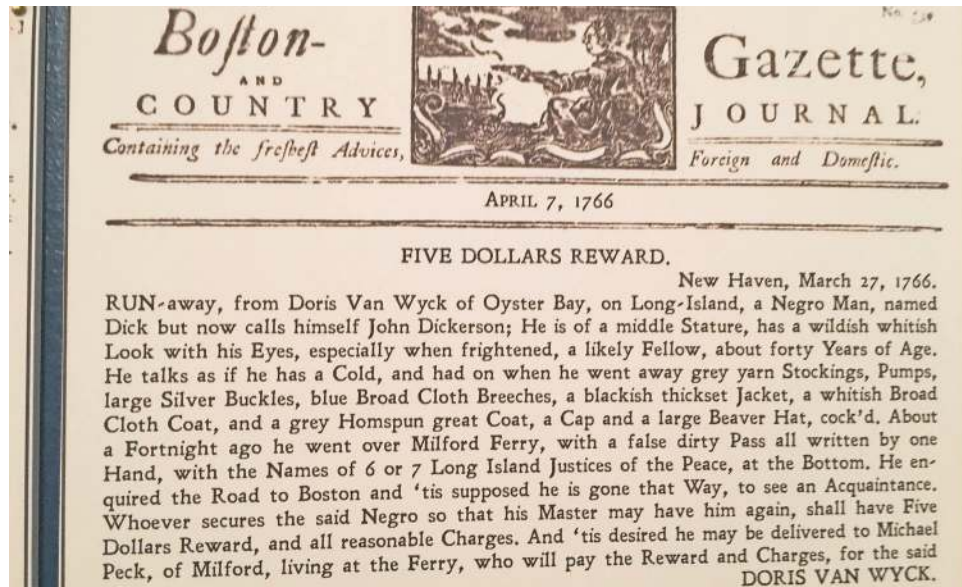 Boſton-
AND
COUNTRY
Containing the freſheſt Advices,
Gazette,
JOURNAL.
Foreign and Domeſtic.
APRIL 7, 1766
FIVE DOLLARS REWARD.
New Haven, March 27, 1766.
RUN-away, from Doris Van Wyck of Oyster Bay, on Long-Island, a Negro Man, named
Dick but now calls himself John Dickerson; He is of a middle Stature, has a wildish whitish
Look with his Eyes, especially when frightened, a likely Fellow, about forty Years of Age.
He talks as if he has a Cold, and had on when he went away grey yarn Stockings, Pumps,
large Silver Buckles, blue Broad Cloth Breeches, a blackish thickset Jacket, a whitish Broad
Cloth Coat, and a grey Homspun great Coat, a Cap and a large Beaver Hat, cock'd. About
a Fortnight ago he went over Milford Ferry, with a false dirty Pass all written by one
Hand, with the Names of 6 or 7 Long Island Justices of the Peace, at the Bottom. He en-
quired the Road to Boston and 'tis supposed he is gone that Way, to see an Acquaintance.
Whoever secures the said Negro so that his Master may have him again, shall have Five
Dollars Reward, and all reasonable Charges. And 'tis desired he may be delivered to Michael
Peck, of Milford, living at the Ferry, who will pay the Reward and Charges, for the said
DORIS VAN WYCK.